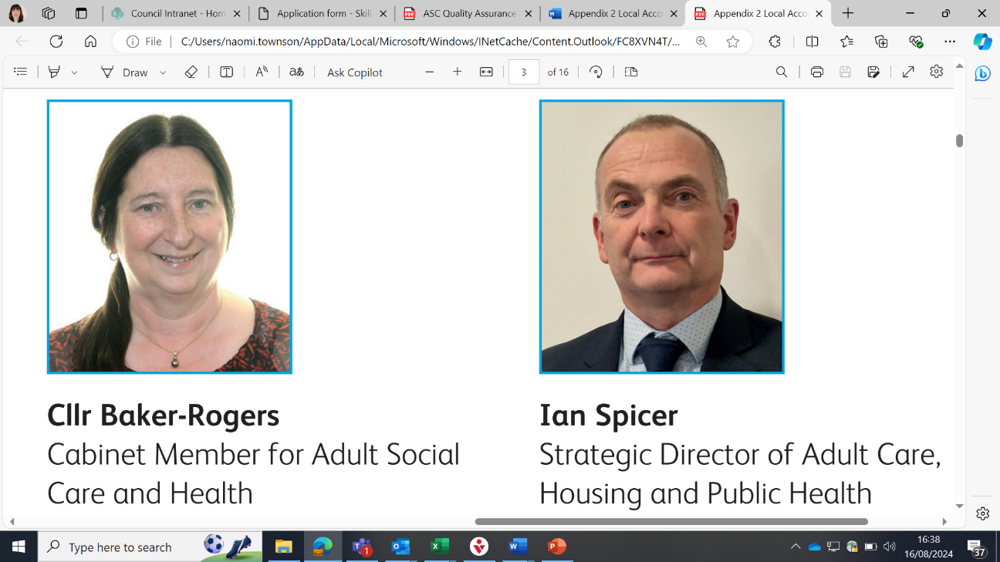 Council Intranet - Hom
Application form - Skill
ASC Quality Assurance
Appendix 2 Local Acco
Appendix 2 Local Acco
File
C:/Users/naomi.townson/AppData/Local/Microsoft/Windows/INetCache/Content.Outlook/FC8XVN4T/...
Draw
Ask Copilot
3
of 16
Cllr Baker-Rogers
Cabinet Member for Adult Social
Care and Health
Ian Spicer
Strategic Director of Adult Care,
Housing and Public Health
Type here to search
1
16:38
16/08/2024
37